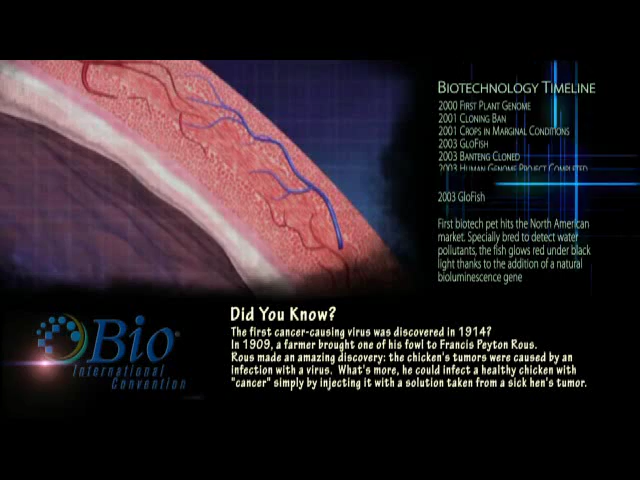 BIOTECHNOLOGY TIMELINE
2000 FIRST PLANT GENOME
2001 CLONING BAN
2001 CROPS IN MARGINAL CONDITIONS
2003 GLOFISH
2003 BANTENG CLONED
2003 HUMAN GENOME PROJECT COMPLETED
2003 GloFish
First biotech pet hits the North American
market. Specially bred to detect water
pollutants, the fish glows red under black
light thanks to the addition of a natural
bioluminescence gene
Did You Know?
The first cancer-causing virus was discovered in 1914?
In 1909, a farmer brought one of his fowl to Francis Peyton Rous.
Rous made an amazing discovery: the chicken's tumors were caused by an
infection with a virus.  What's more, he could infect a healthy chicken with
"cancer" simply by injecting it with a solution taken from a sick hen's tumor.
Bio
International
Convention